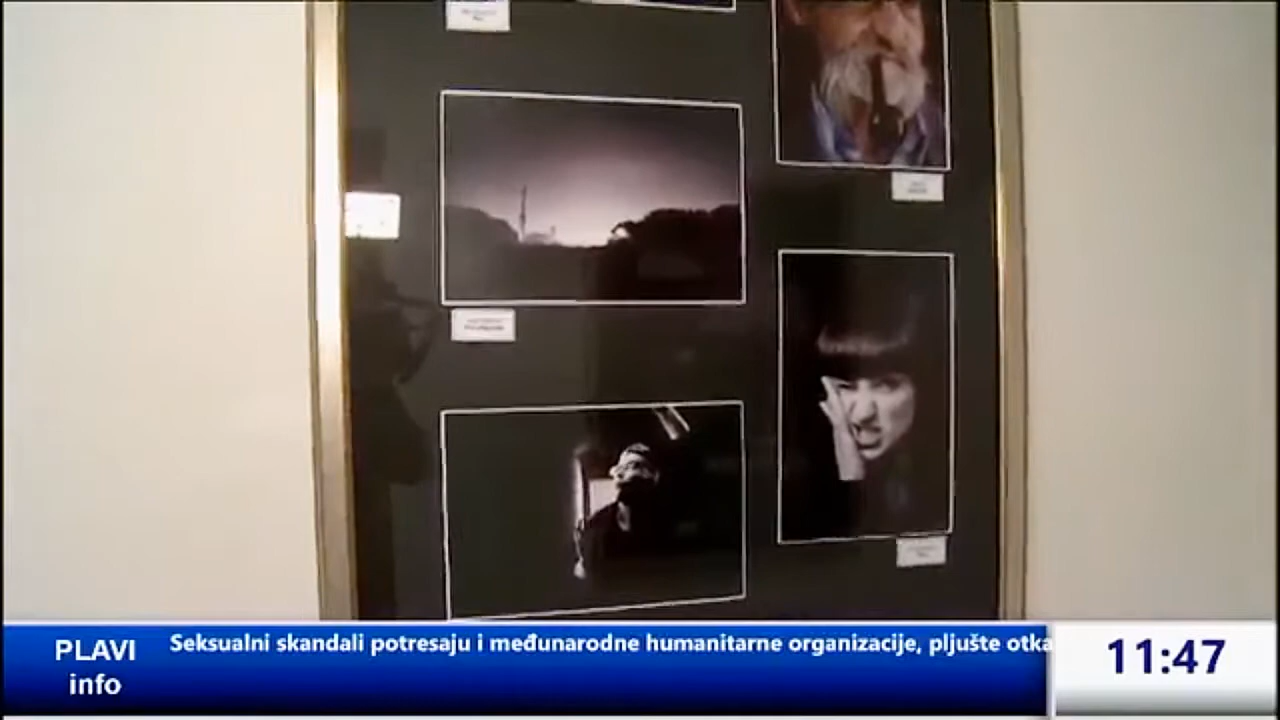 PLAVI
info
Seksualni skandali potresaju i međunarodne humanitarne organizacije, pljušte otka
11:47